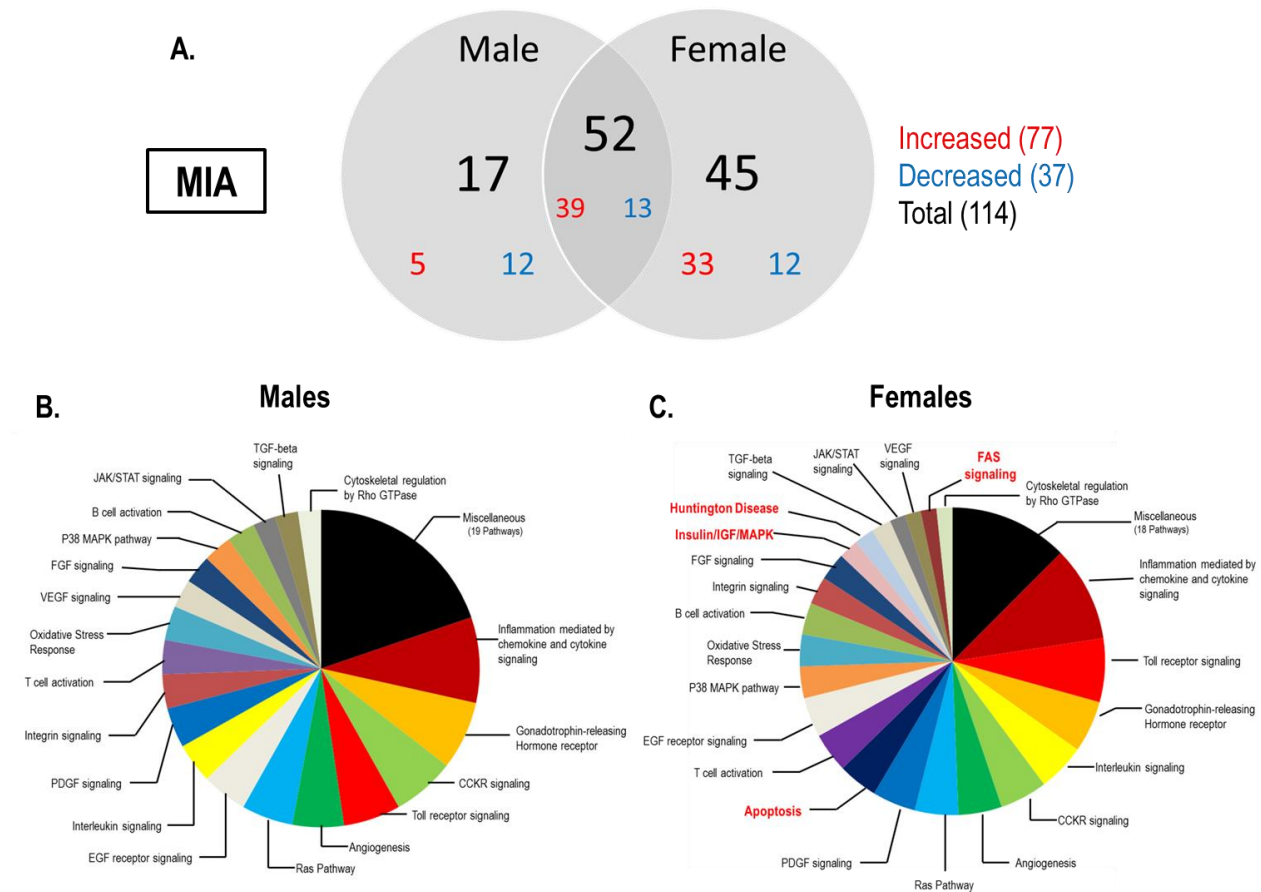 A.
Male
Female
MIA
17
52
45
39
13
5
12
33
12
Increased (77)
Decreased (37)
Total (114)
B.
Males
TGF-beta
signaling
JAK/STAT signaling
Cytoskeletal regulation
by Rho GTPase
B cell activation
Miscellaneous
(19 Pathways)
P38 MAPK pathway
FGF signaling
VEGF signaling
Inflammation mediated by
chemokine and cytokine
signaling
Oxidative Stress
Response
T cell activation
Gonadotrophin-releasing
Hormone receptor
Integrin signaling
PDGF signaling
CCKR signaling
Toll receptor signaling
Interleukin signaling
Angiogenesis
EGF receptor signaling
Ras Pathway
C.
Females
TGF-beta
signaling
JAK/STAT
signaling
VEGF
signaling
FAS
signaling
Cytoskeletal regulation
by Rho GTPase
Huntington Disease
Miscellaneous
(18 Pathways)
Insulin/IGF/MAPK
FGF signaling
Inflammation mediated by
chemokine and cytokine
signaling
Integrin signaling
B cell activation
Oxidative Stress
Response
Toll receptor signaling
P38 MAPK pathway
Gonadotrophin-releasing
Hormone receptor
EGF receptor signaling
Interleukin signaling
T cell activation
Apoptosis
CCKR signaling
PDGF signaling
Angiogenesis
Ras Pathway